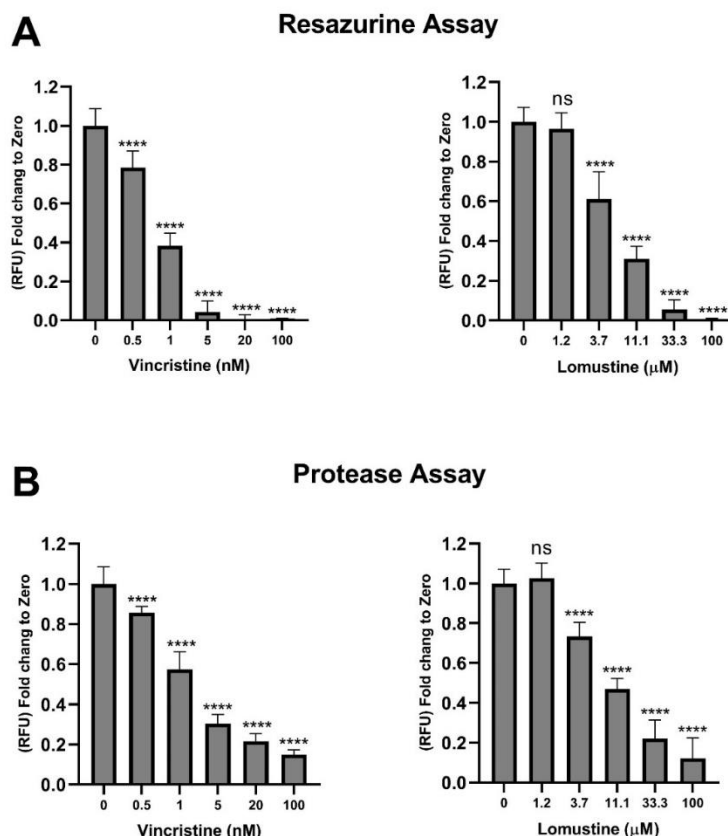 A
Resazurine Assay
(RFU) Fold chang to Zero
1.2
1.0
0.8
0.6
0.4
0.2
0.0
****
****
****
****
****
0 0.5 1 5 20 100
Vincristine (nM)
(RFU) Fold chang to Zero
1.2
1.0
0.8
0.6
0.4
0.2
0.0
ns
****
****
****
****
0 1.2 3.7 11.1 33.3 100
Lomustine (μM)
B
Protease Assay
(RFU) Fold chang to Zero
1.2
1.0
0.8
0.6
0.4
0.2
0.0
****
****
****
****
****
0 0.5 1 5 20 100
Vincristine (nM)
(RFU) Fold chang to Zero
1.2
1.0
0.8
0.6
0.4
0.2
0.0
ns
****
****
****
****
0 1.2 3.7 11.1 33.3 100
Lomustine (μM)